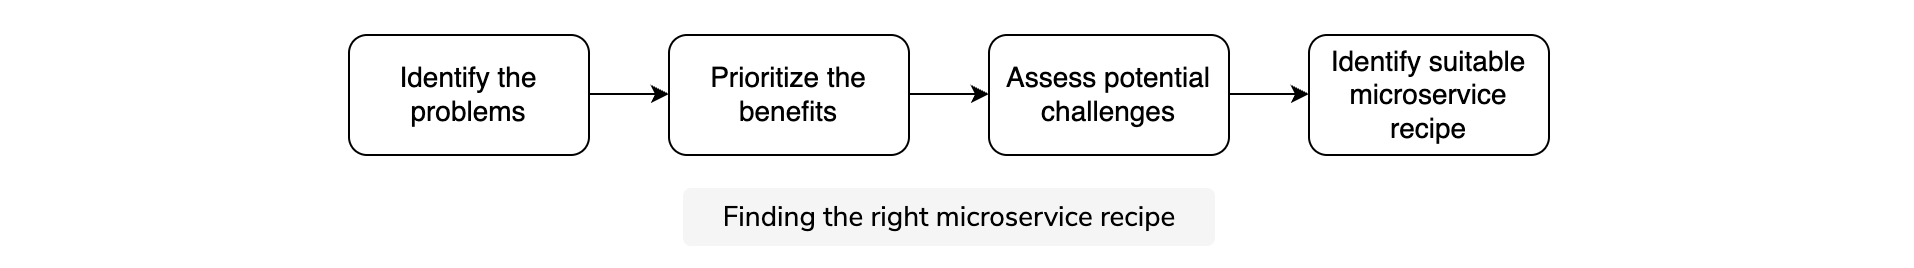 Identify the
problems
Prioritize the
benefits
Assess potential
challenges
Identify suitable
microservice
recipe
Finding the right microservice recipe